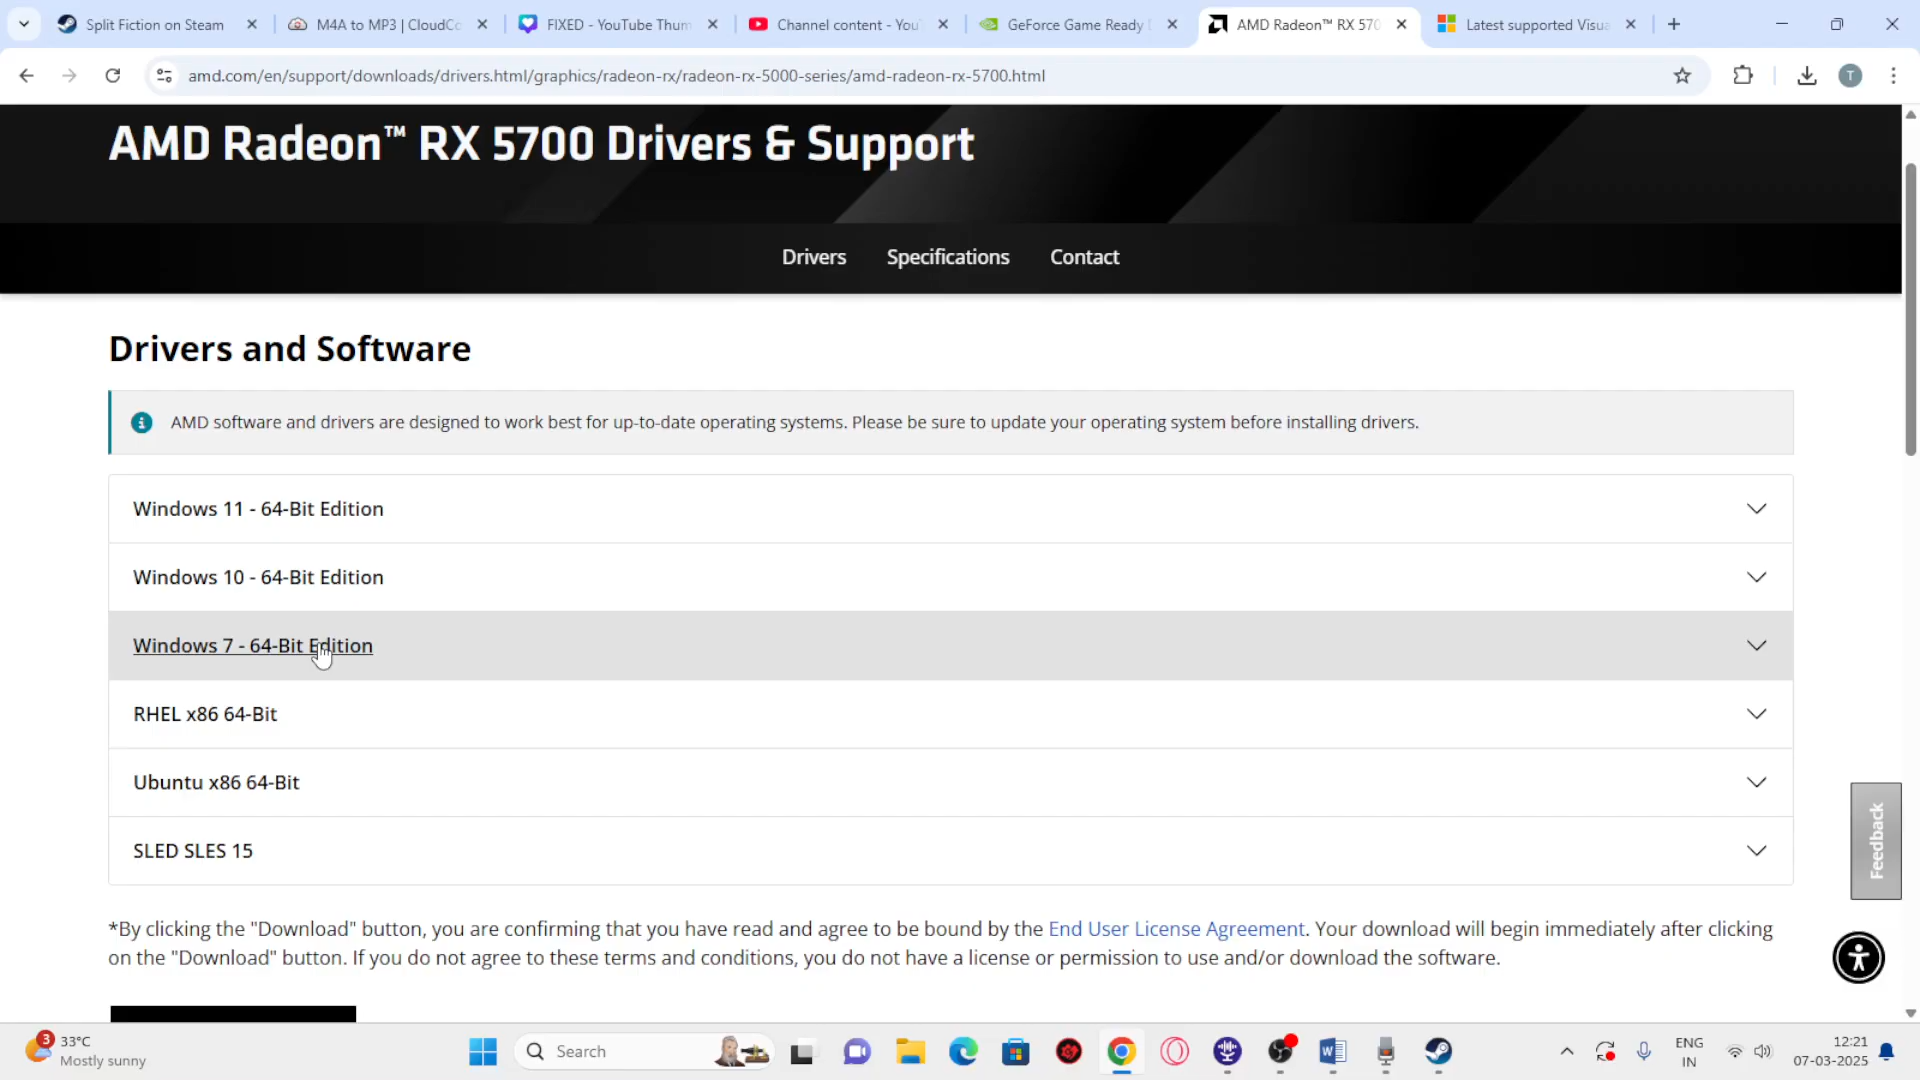 Split Fiction on Steam
M4A to MP3 | CloudCo
FIXED - YouTube Thum
Channel content - You
GeForce Game Ready
AMD Radeon™ RX 570
Latest supported Visua
amd.com/en/support/downloads/drivers.html/graphics/radeon-rx/radeon-rx-5000-series/amd-radeon-rx-5700.html
T
AMD Radeon™ RX 5700 Drivers & Support
Drivers
Specifications
Contact
Drivers and Software
AMD software and drivers are designed to work best for up-to-date operating systems. Please be sure to update your operating system before installing drivers.
Windows 11 - 64-Bit Edition
Windows 10 - 64-Bit Edition
Windows 7 - 64-Bit Edition
RHEL x86 64-Bit
Ubuntu x86 64-Bit
SLED SLES 15
Feedback
*By clicking the "Download" button, you are confirming that you have read and agree to be bound by the End User License Agreement. Your download will begin immediately after clicking
on the "Download" button. If you do not agree to these terms and conditions, you do not have a license or permission to use and/or download the software.
3
33°C
Mostly sunny
Search
ENG
IN
12:21
07-03-2025